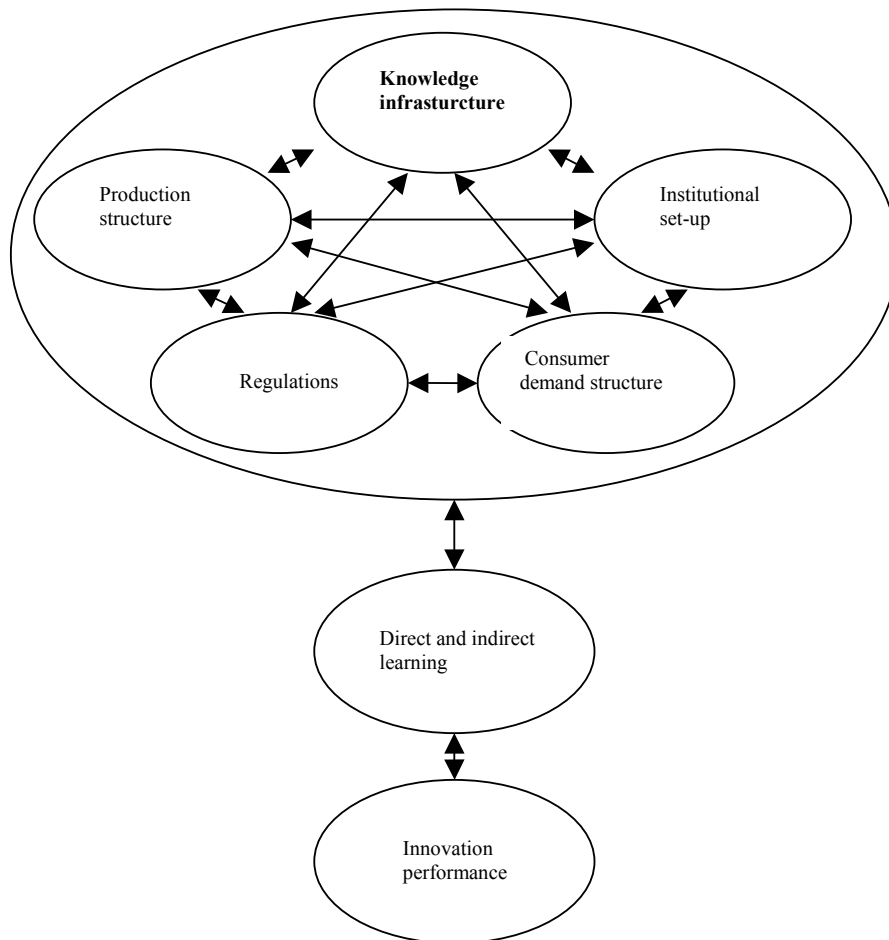 Knowledge
infrasturcture
Production
structure
Institutional
set-up
Regulations
Consumer
demand structure
Direct and indirect
learning
Innovation
performance